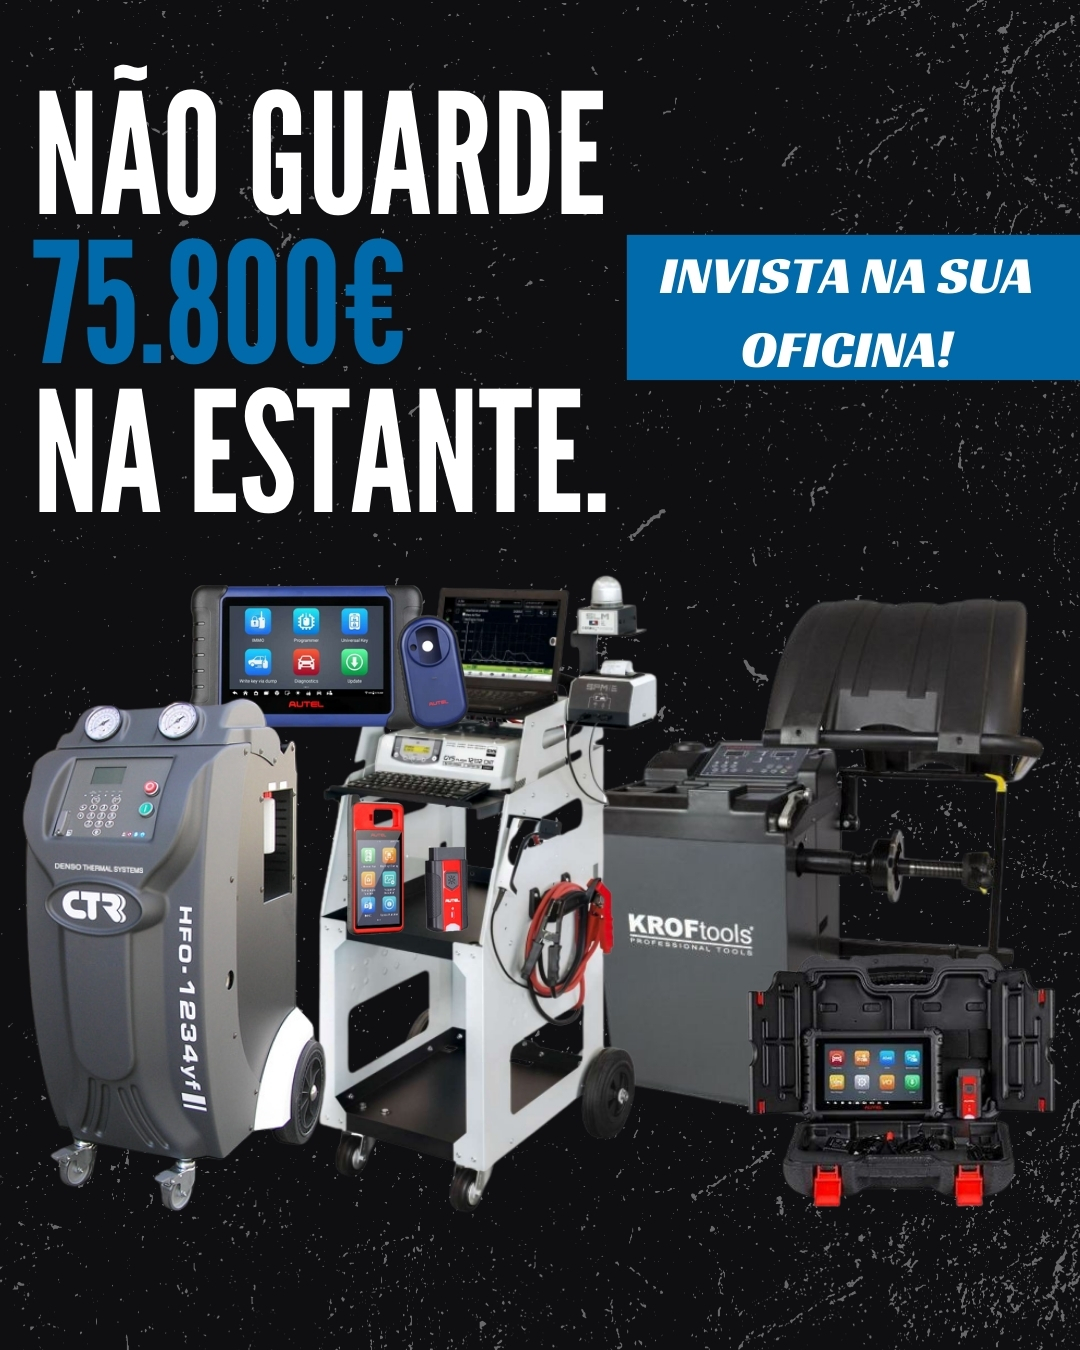 NÃO GUARDE
75.800€
NA ESTANTE.
INVISTA NA SUA
OFICINA!
IMMO
Programmer
Universal Key
Write key via dump
Diagnostics
Update
AUTEL
AUTEL
DENSO THERMAL SYSTEMS
CTR
HFO-1234yf
KROFtools
PROFESSIONAL TOOLS
AUTEL
AUTEL